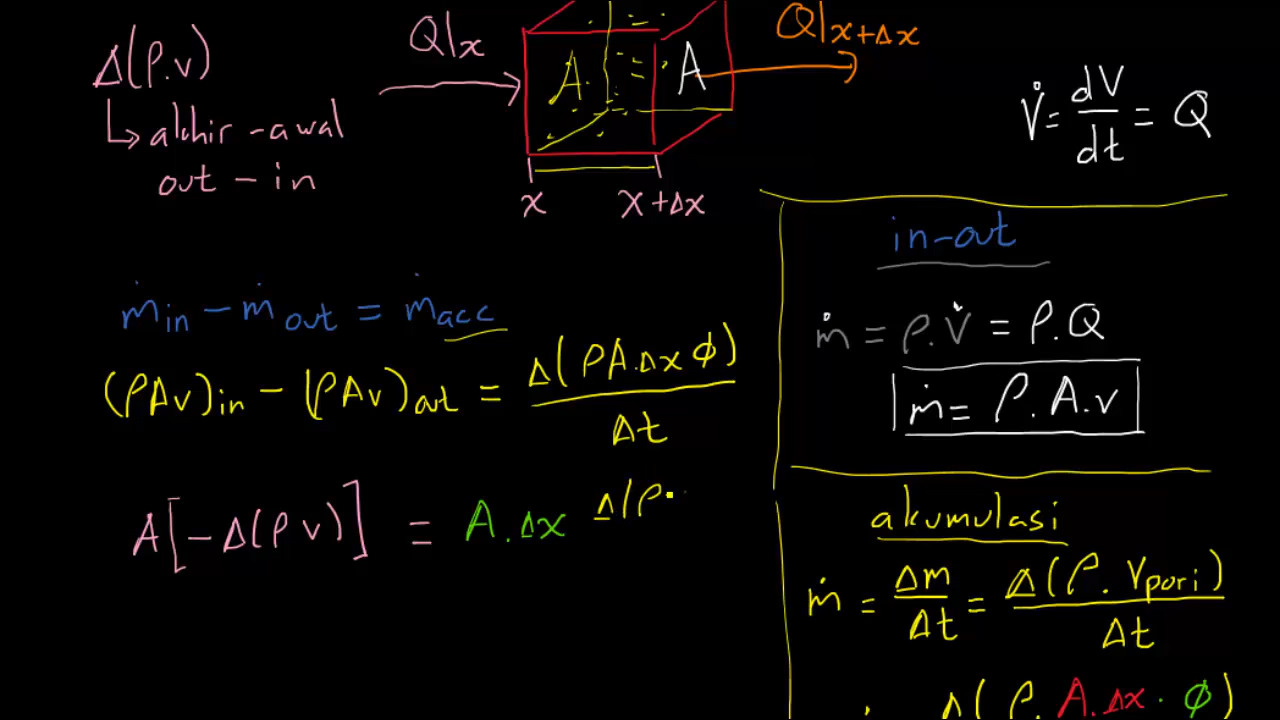 Δ(ρ.v)
↳ akhir - awal
out - in
Q|x
A
A
Q|x+Δx
x
x+Δx
V̇ = dV/dt = Q
ṁin - ṁout = ṁacc
(ρAv)in - (ρAv)out = Δ(ρA.Δx ϕ)/Δt
A[-Δ(ρv)] = A.Δx Δ(ρ.
in-out
ṁ = ρ.V̇ = ρ.Q
ṁ = ρ.A.v
akumulasi
ṁ = Δm/Δt = Δ(ρ.Vpori)/Δt
Δ(ρ.A.Δx.ϕ)